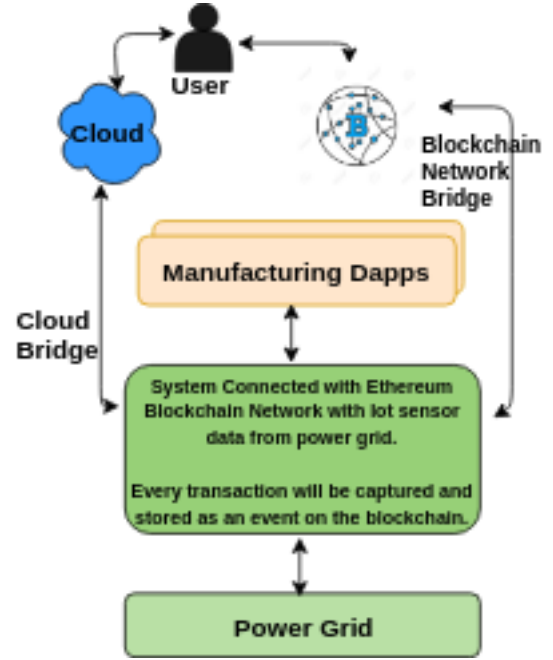 User
Cloud
B
Blockchain
Network
Bridge
Manufacturing Dapps
Cloud
Bridge
System Connected with Ethereum
Blockchain Network with Iot sensor
data from power grid.
Every transaction will be captured and
stored as an event on the blockchain.
Power Grid